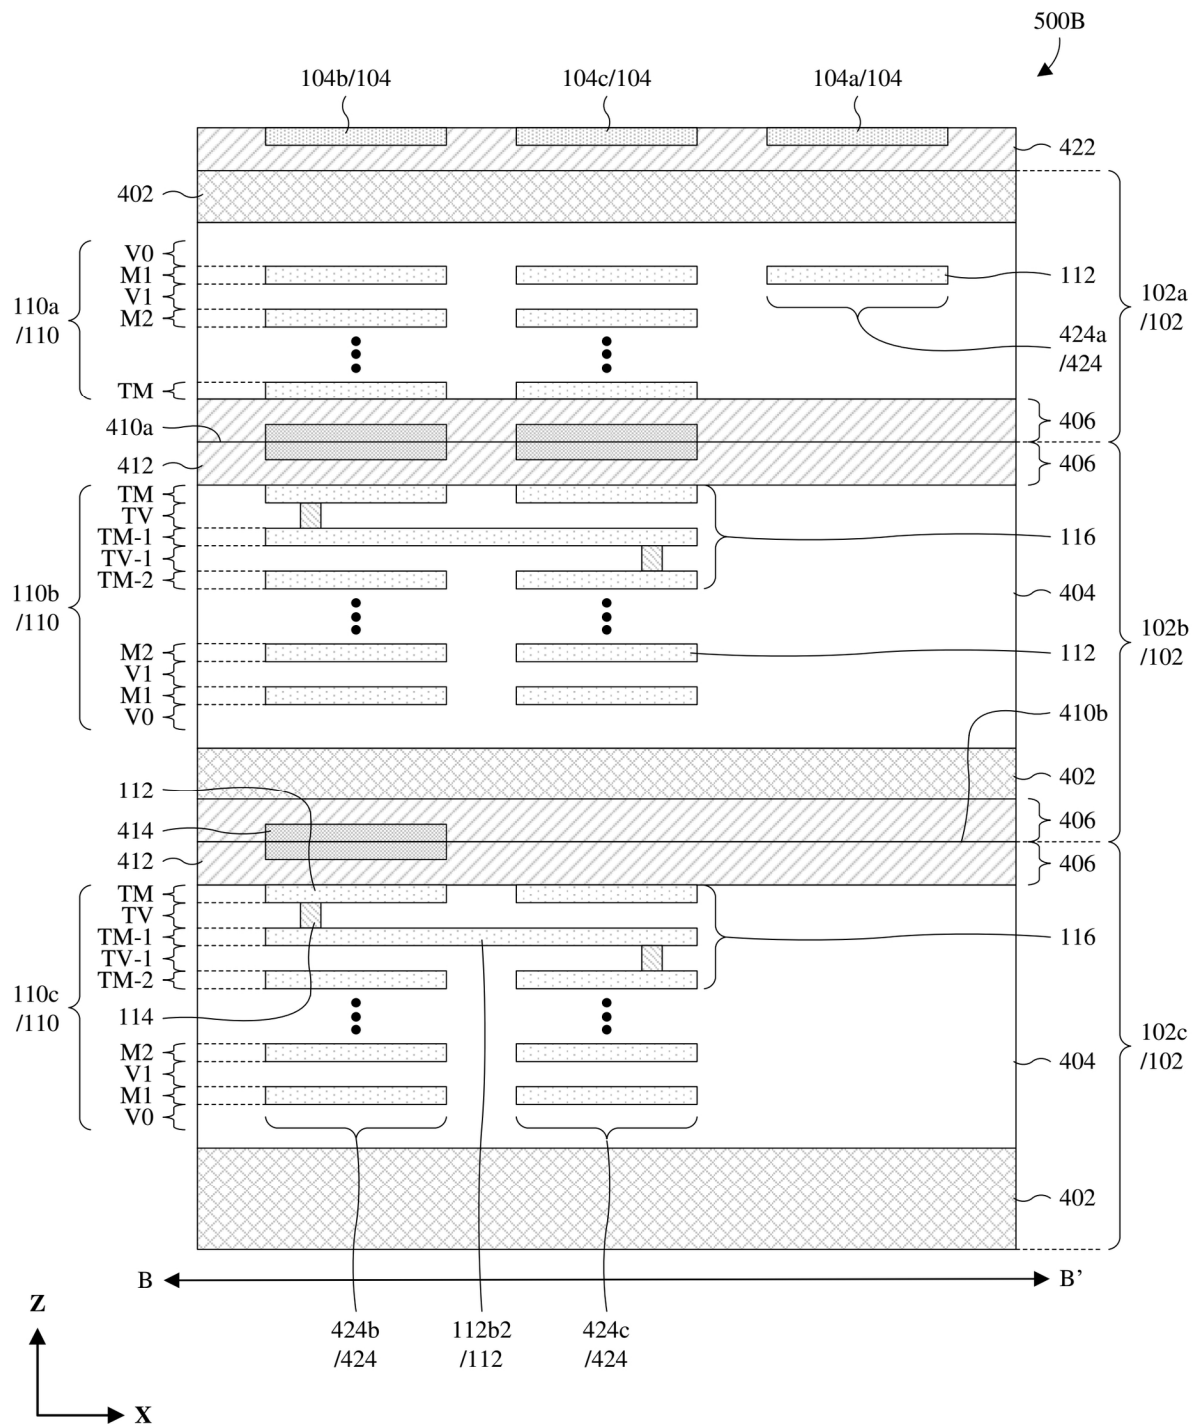 500B
104b/104
104c/104
104a/104
422
402
V0
M1
112
V1
M2
110a
/110
102a
/102
424a
/424
TM
406
410a
412
406
TM
TV
TM-1
116
TV-1
TM-2
110b
/110
404
102b
/102
M2
112
V1
M1
410b
V0
402
112
406
414
412
406
TM
TV
TM-1
116
TV-1
TM-2
110c
/110
114
102c
/102
M2
404
V1
M1
V0
402
B
B’
Z
424b
/424
112b2
/112
424c
/424
X